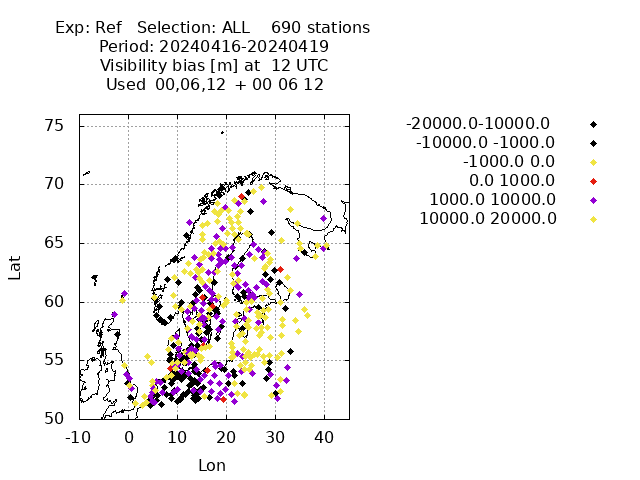 Exp: Ref   Selection: ALL    690 stations
Period: 20240416-20240419
Visibility bias [m] at  12 UTC
Used  00,06,12  + 00 06 12
-20000.0-10000.0
-10000.0 -1000.0
-1000.0 0.0
0.0 1000.0
1000.0 10000.0
10000.0 20000.0
75
70
65
60
55
50
Lat
-10 0 10 20 30 40
Lon